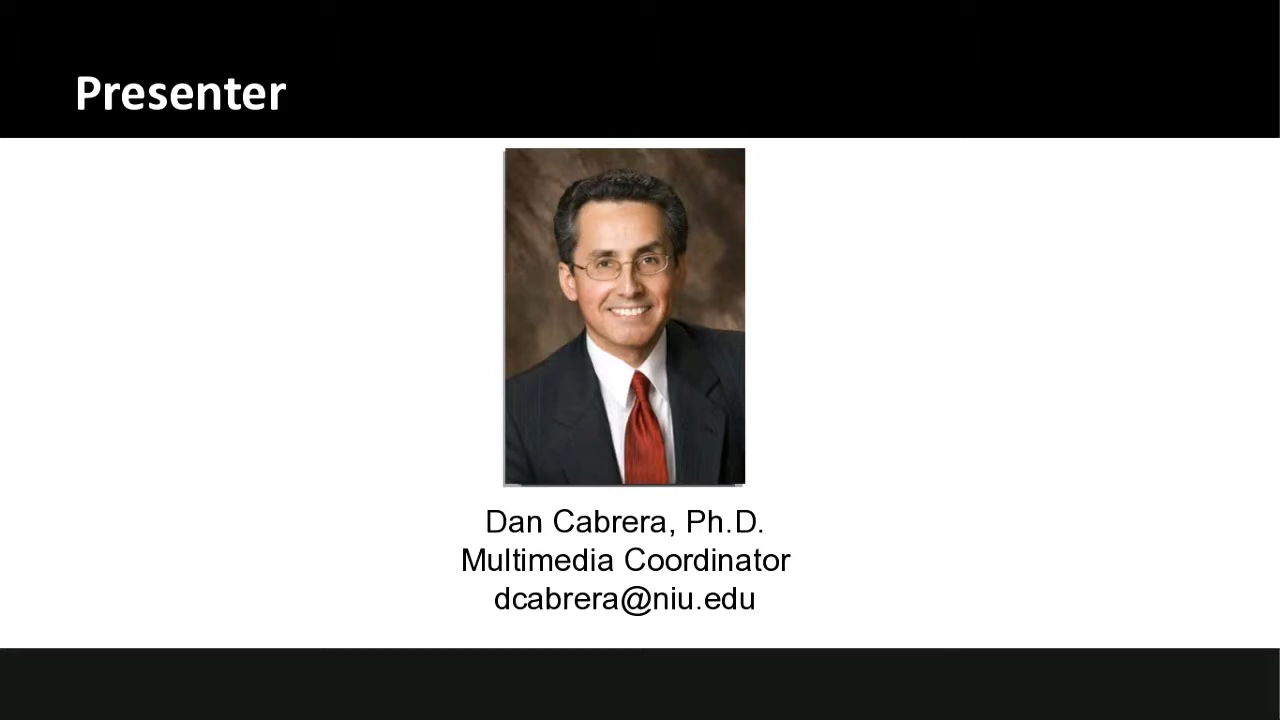 Presenter
Dan Cabrera, Ph.D.
Multimedia Coordinator
dcabrera@niu.edu